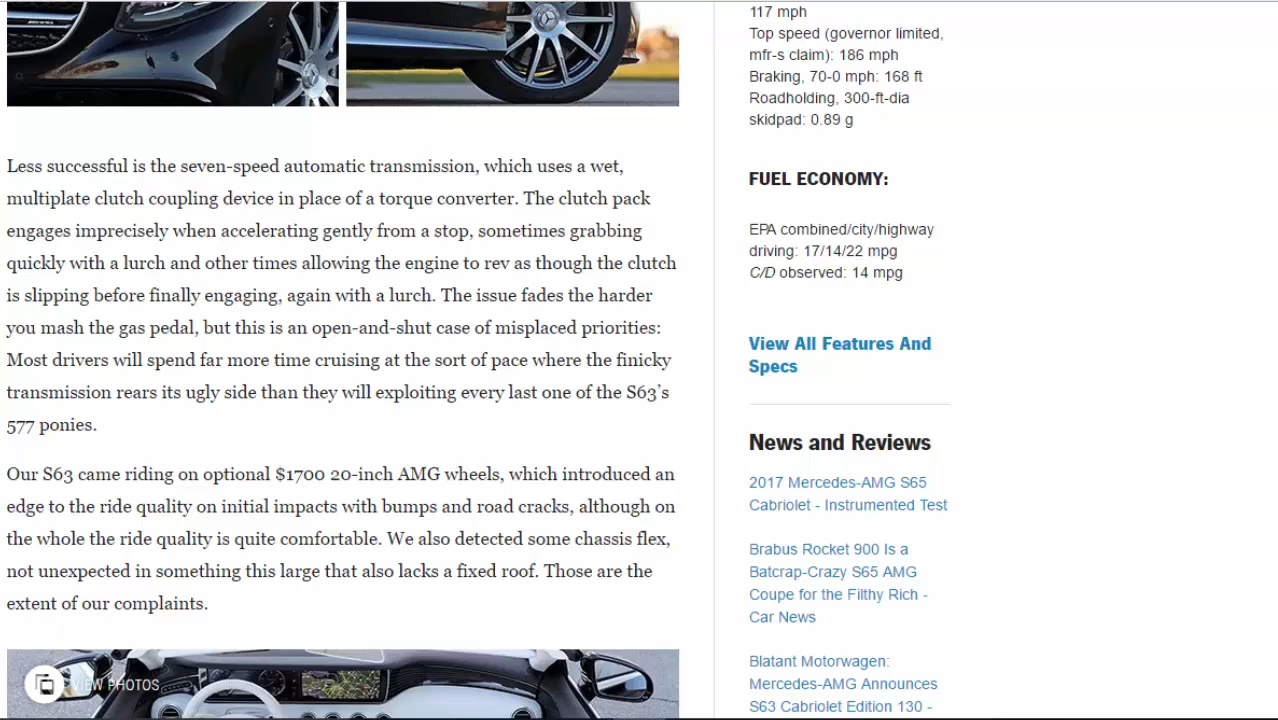 Less successful is the seven-speed automatic transmission, which uses a wet,
multiplate clutch coupling device in place of a torque converter. The clutch pack
engages imprecisely when accelerating gently from a stop, sometimes grabbing
quickly with a lurch and other times allowing the engine to rev as though the clutch
is slipping before finally engaging, again with a lurch. The issue fades the harder
you mash the gas pedal, but this is an open-and-shut case of misplaced priorities:
Most drivers will spend far more time cruising at the sort of pace where the finicky
transmission rears its ugly side than they will exploiting every last one of the S63's
577 ponies.
Our S63 came riding on optional $1700 20-inch AMG wheels, which introduced an
edge to the ride quality on initial impacts with bumps and road cracks, although on
the whole the ride quality is quite comfortable. We also detected some chassis flex,
not unexpected in something this large that also lacks a fixed roof. Those are the
extent of our complaints.
VIEW PHOTOS
117 mph
Top speed (governor limited,
mfr-s claim): 186 mph
Braking, 70-0 mph: 168 ft
Roadholding, 300-ft-dia
skidpad: 0.89 g
FUEL ECONOMY:
EPA combined/city/highway
driving: 17/14/22 mpg
C/D observed: 14 mpg
View All Features And
Specs
News and Reviews
2017 Mercedes-AMG S65
Cabriolet - Instrumented Test
Brabus Rocket 900 Is a
Batcrap-Crazy S65 AMG
Coupe for the Filthy Rich -
Car News
Blatant Motorwagen:
Mercedes-AMG Announces
S63 Cabriolet Edition 130 -